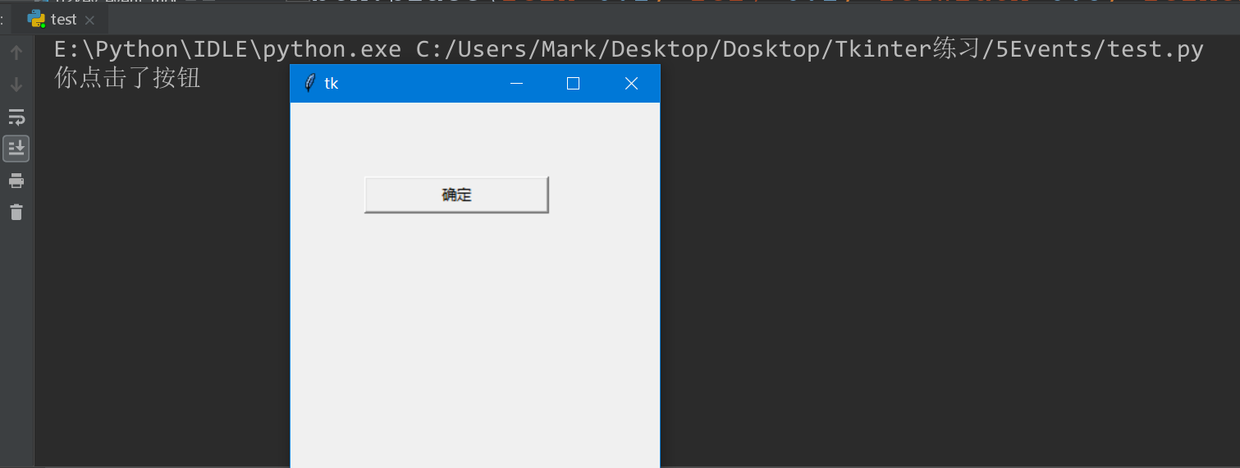 test
E:\Python\IDLE\python.exe C:/Users/Mark/Desktop/Dosktop/Tkinter练习/5Events/test.py
你点击了按钮
tk
确定